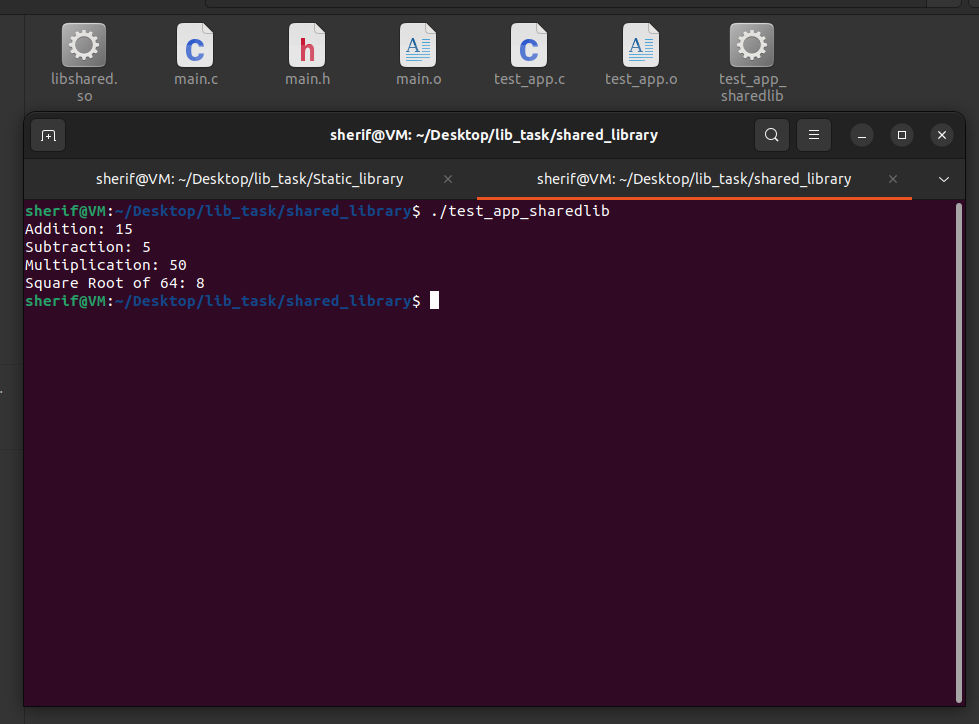 libshared.
so
main.c
main.h
main.o
test_app.c
test_app.o
test_app_
sharedlib
sherif@VM: ~/Desktop/lib_task/shared_library
sherif@VM: ~/Desktop/lib_task/Static_library
sherif@VM: ~/Desktop/lib_task/shared_library
sherif@VM:~/Desktop/lib_task/shared_library$ ./test_app_sharedlib
Addition: 15
Subtraction: 5
Multiplication: 50
Square Root of 64: 8
sherif@VM:~/Desktop/lib_task/shared_library$